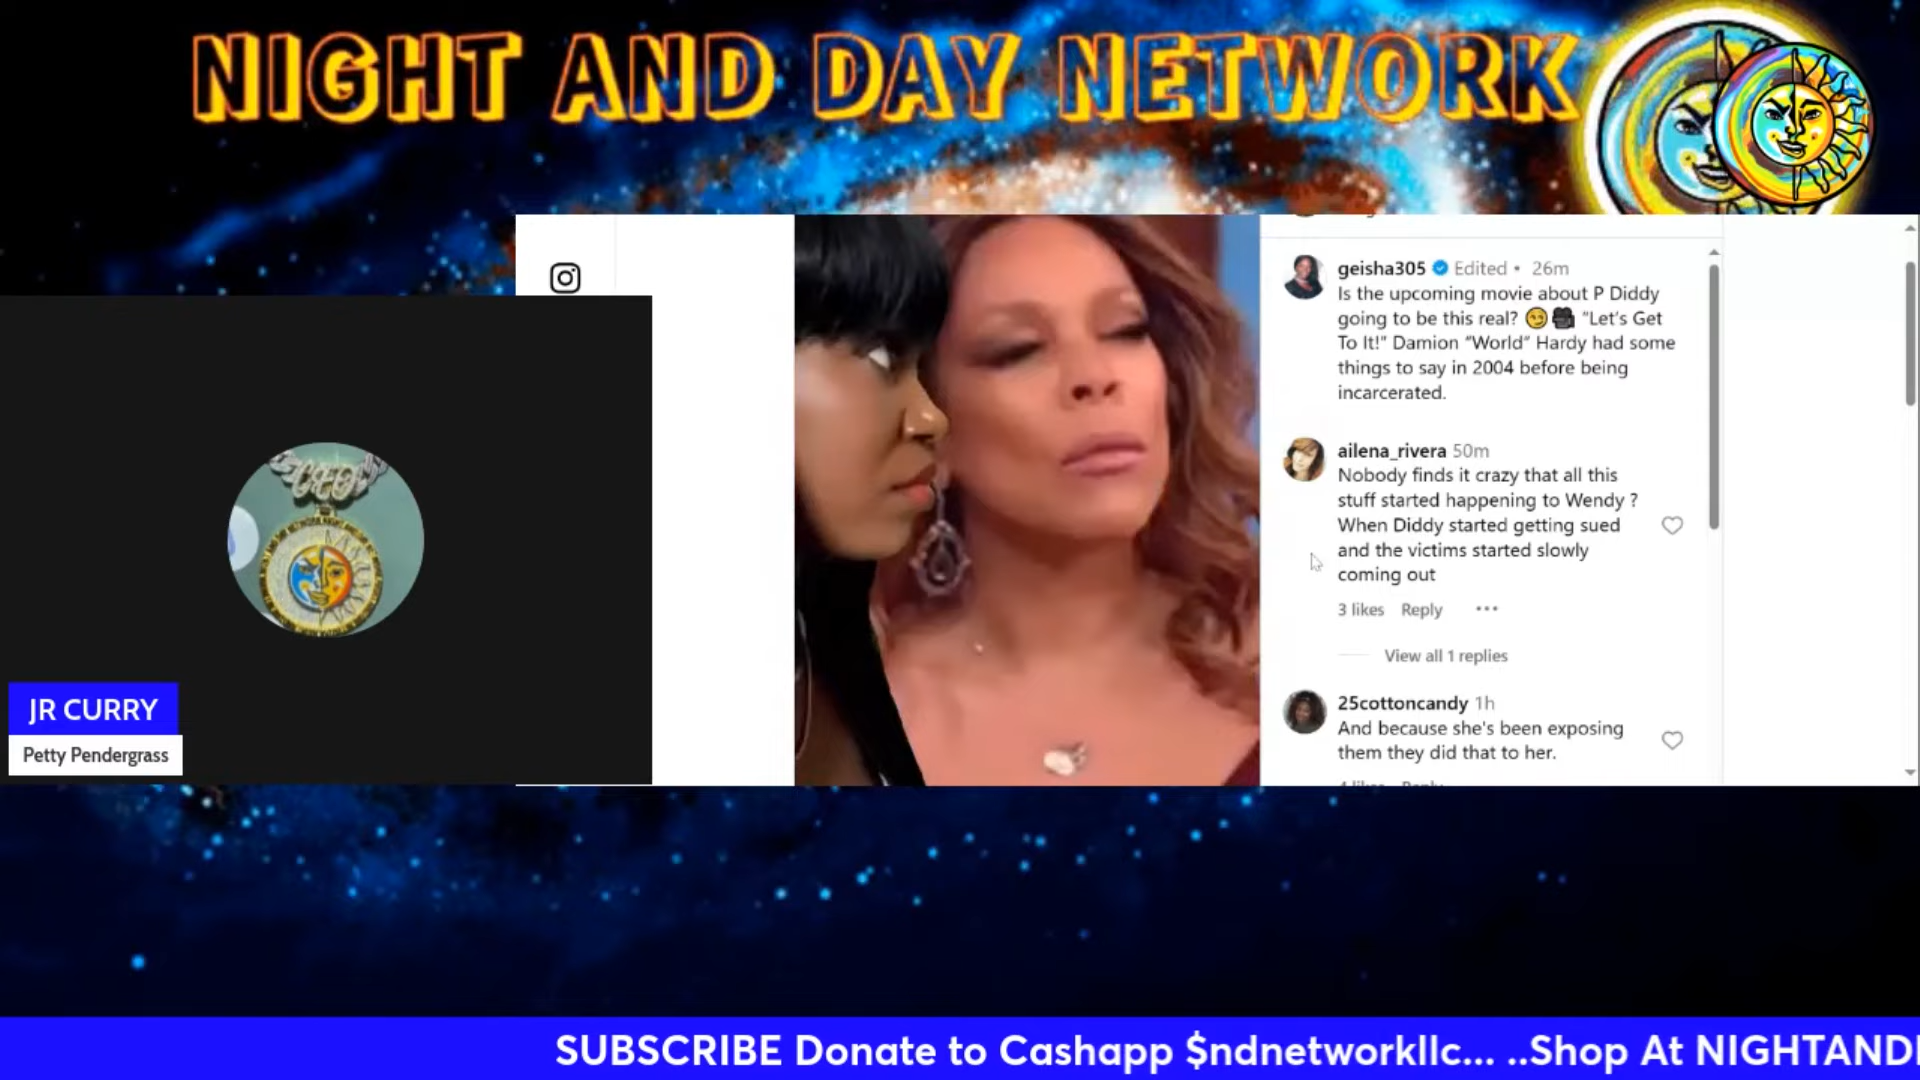 NIGHT AND DAY NETWORK
geisha305 Edited • 26m
Is the upcoming movie about P Diddy
going to be this real? 😏 🎥 "Let's Get
To It!" Damion "World" Hardy had some
things to say in 2004 before being
incarcerated.
ailena_rivera 50m
Nobody finds it crazy that all this
stuff started happening to Wendy ?
When Diddy started getting sued
and the victims started slowly
coming out
3 likes Reply •••
View all 1 replies
25cottoncandy 1h
And because she's been exposing
them they did that to her.
CEO
JR CURRY
Petty Pendergrass
SUBSCRIBE Donate to Cashapp $ndnetworkllc... ..Shop At NIGHTAND